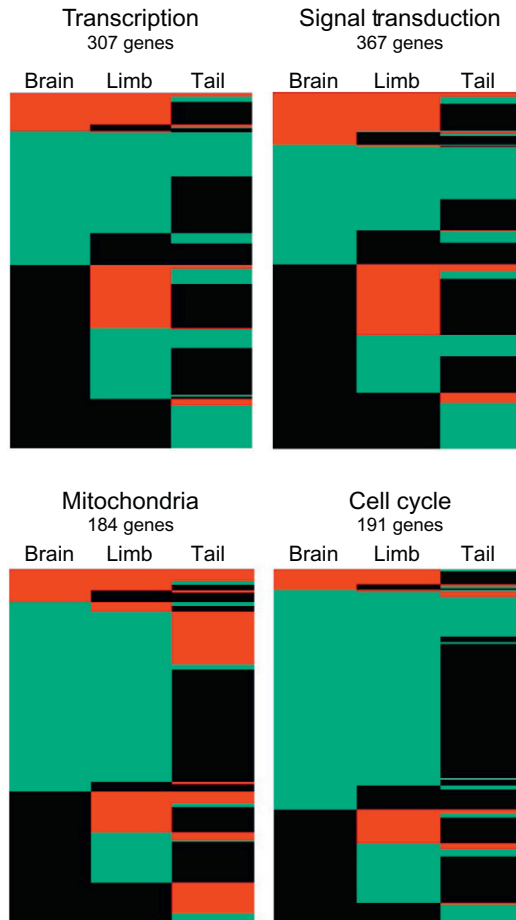 Transcription
307 genes
Brain Limb Tail
Signal transduction
367 genes
Brain Limb Tail
Mitochondria
184 genes
Brain Limb Tail
Cell cycle
191 genes
Brain Limb Tail